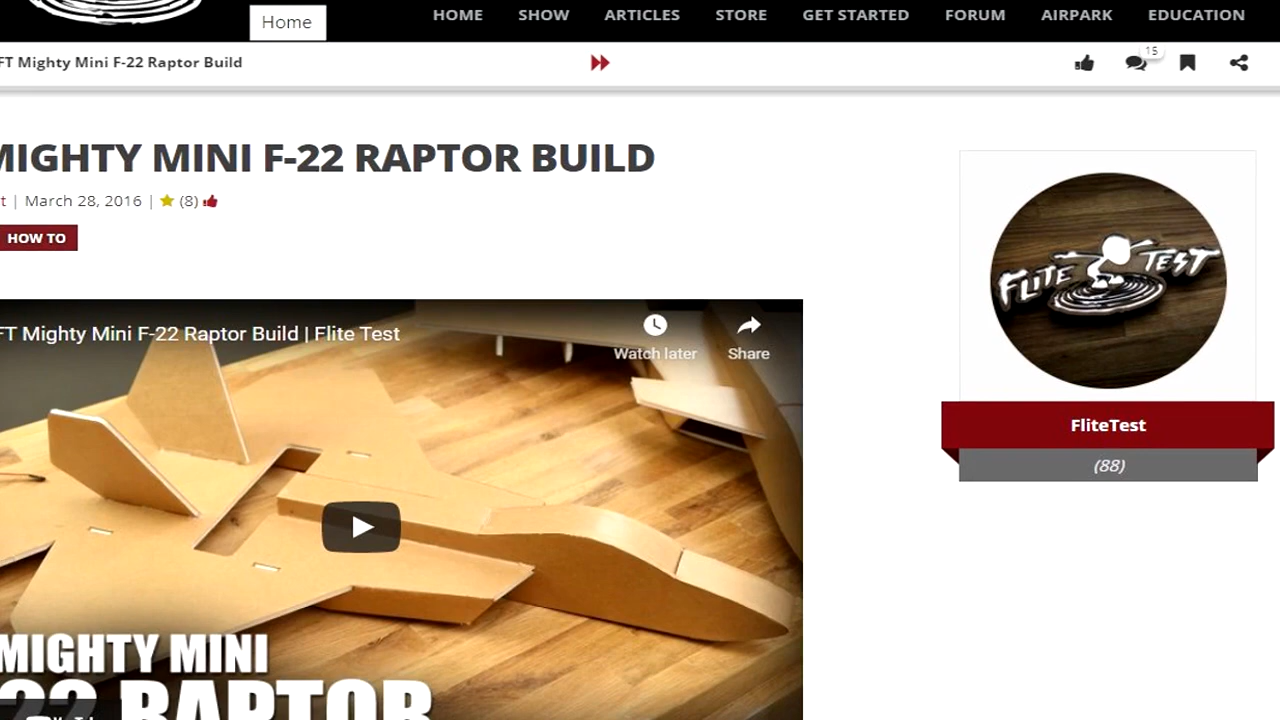 Home
HOME SHOW ARTICLES STORE GET STARTED FORUM AIRPARK EDUCATION
FT Mighty Mini F-22 Raptor Build
15
MIGHTY MINI F-22 RAPTOR BUILD
t | March 28, 2016 | (8)
HOW TO
FT Mighty Mini F-22 Raptor Build | Flite Test
Watch later
Share
FLITE TEST
FliteTest
(88)
MIGHTY MINI
22 RAPTOR